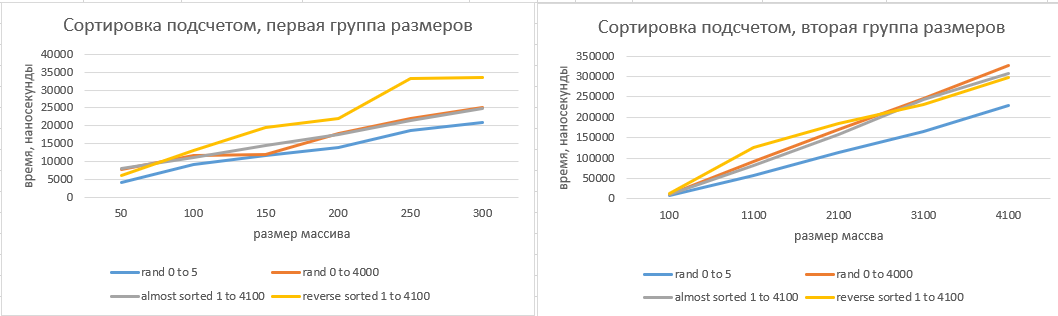 Сортировка подсчетом, первая группа размеров
время, наносекунды
40000
35000
30000
25000
20000
15000
10000
5000
0
50 100 150 200 250 300
размер массива
rand 0 to 5 rand 0 to 4000
almost sorted 1 to 4100 reverse sorted 1 to 4100
Сортировка подсчетом, вторая группа размеров
время, наносекунды
350000
300000
250000
200000
150000
100000
50000
0
100 1100 2100 3100 4100
размер массва
rand 0 to 5 rand 0 to 4000
almost sorted 1 to 4100 reverse sorted 1 to 4100